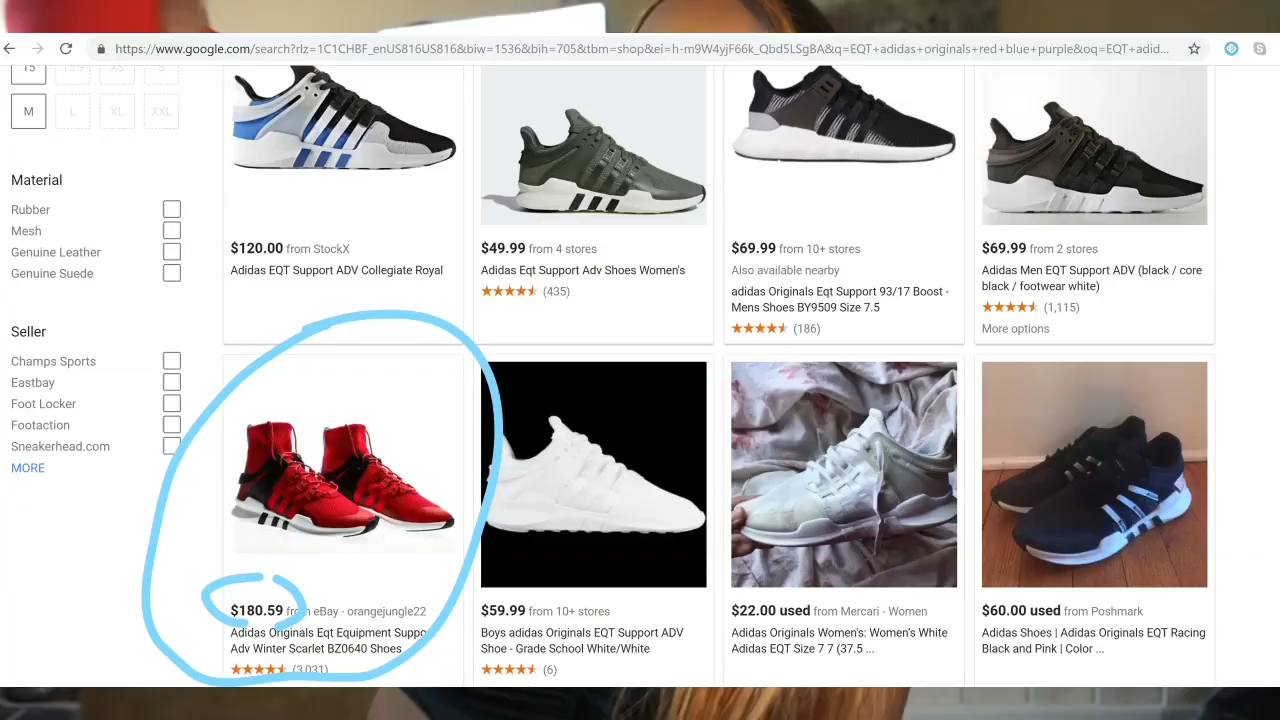 https://www.google.com/search?rlz=1C1CHBF_enUS816US816&biw=1536&bih=705&tbm=shop&ei=h-m9W4yjF66k_Qbd5LSgBA&q=EQT+adidas+originals+red+blue+purple&oq=EQT+adid...
15 15½ XS S
M L XL XXL
Material
Rubber
Mesh
Genuine Leather
Genuine Suede
Seller
Champs Sports
Eastbay
Foot Locker
Footaction
Sneakerhead.com
MORE
$120.00 from StockX
Adidas EQT Support ADV Collegiate Royal
$49.99 from 4 stores
Adidas Eqt Support Adv Shoes Women's
(435)
$69.99 from 10+ stores
Also available nearby
adidas Originals Eqt Support 93/17 Boost -
Mens Shoes BY9509 Size 7.5
(186)
$69.99 from 2 stores
Adidas Men EQT Support ADV (black / core
black / footwear white)
(1,115)
More options
$180.59 from eBay - orangejungle22
Adidas Originals Eqt Equipment Support
Adv Winter Scarlet BZ0640 Shoes
(3,031)
$59.99 from 10+ stores
Boys adidas Originals EQT Support ADV
Shoe - Grade School White/White
(6)
$22.00 used from Mercari - Women
Adidas Originals Women's: Women's White
Adidas EQT Size 7 7 (37.5 ...
$60.00 used from Poshmark
Adidas Shoes | Adidas Originals EQT Racing
Black and Pink | Color ...